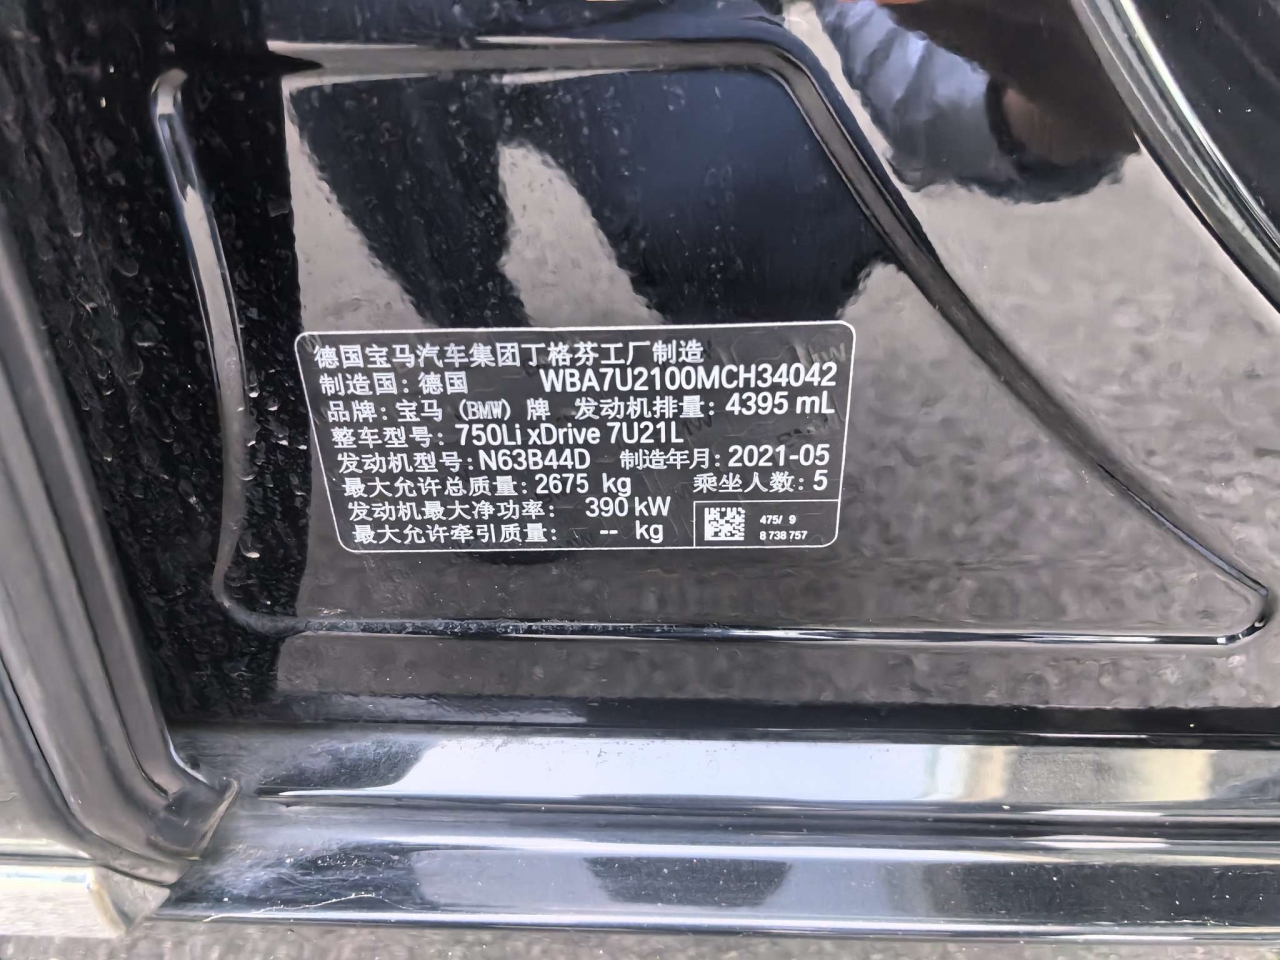 德国宝马汽车集团丁格芬工厂制造
制造国：德国 WBA7U2100MCH34042
品牌：宝马（BMW）牌 发动机排量：4395 mL
整车型号：750Li xDrive 7U21L
发动机型号：N63B44D 制造年月：2021-05
最大允许总质量：2675 kg 乘坐人数：5
发动机最大净功率： 390 kW
最大允许牵引质量： -- kg
475/ 9
8 738 757